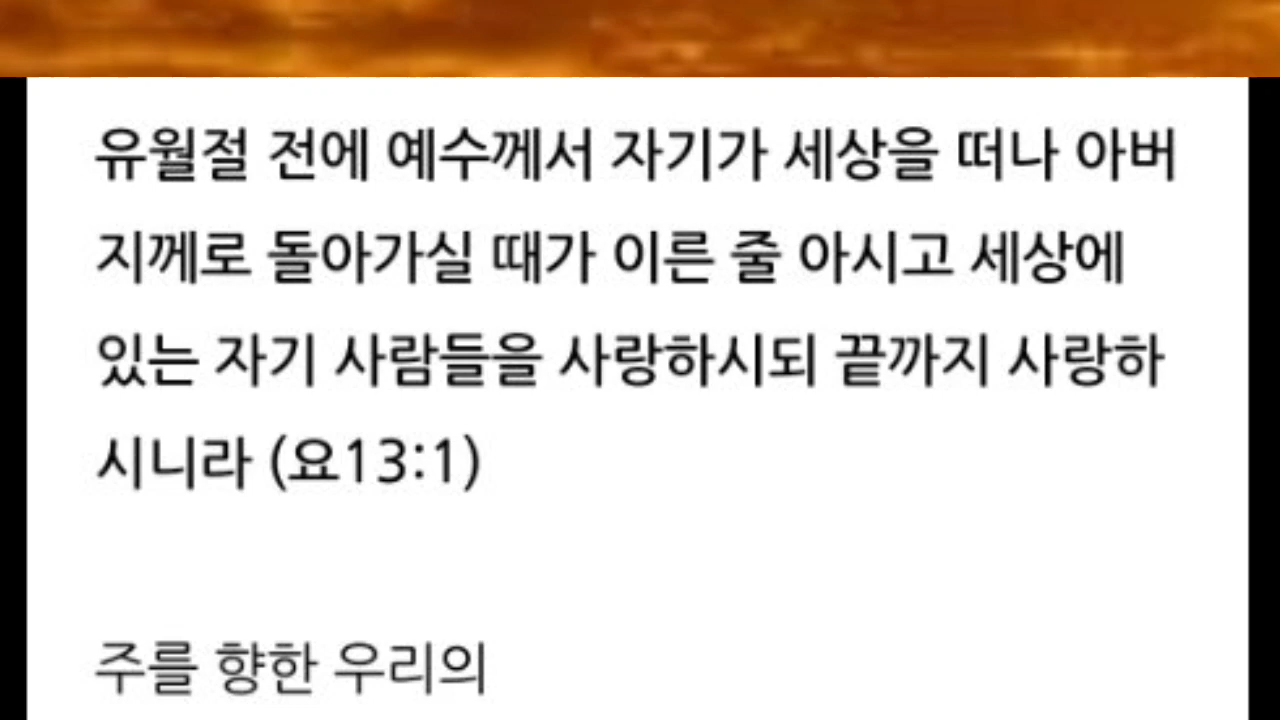 유월절 전에 예수께서 자기가 세상을 떠나 아버
지께로 돌아가실 때가 이른 줄 아시고 세상에
있는 자기 사람들을 사랑하시되 끝까지 사랑하
시니라 (요13:1)
주를 향한 우리의